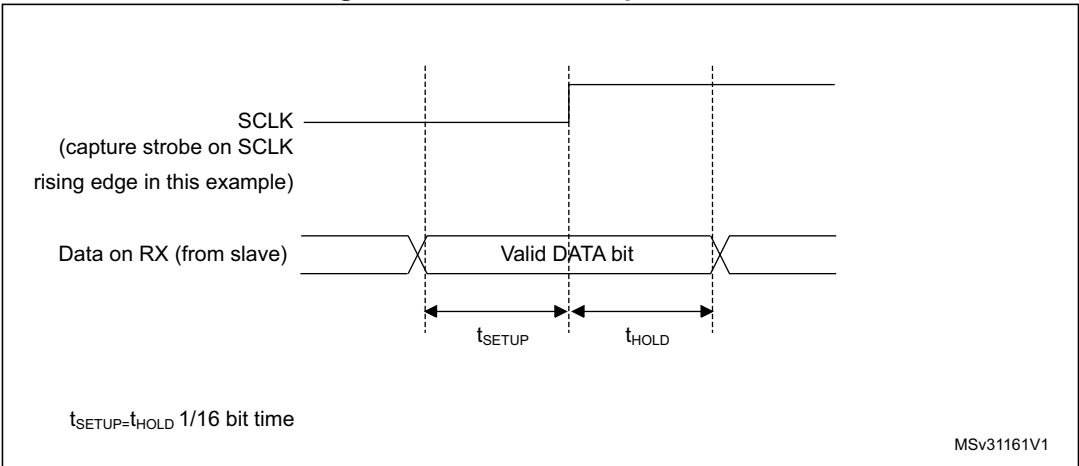 SCLK
(capture strobe on SCLK
rising edge in this example)
Data on RX (from slave)
Valid DATA bit
tSETUP
tHOLD
tSETUP=tHOLD 1/16 bit time
MSv31161V1